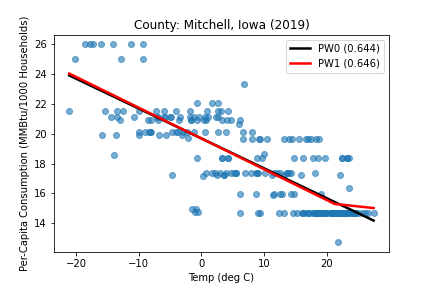 County: Mitchell, Iowa (2019)
Per-Capita Consumption (MMBtu/1000 Households)
26
24
22
20
18
16
14
PW0 (0.644)
PW1 (0.646)
−20
−10
0
10
20
Temp (deg C)